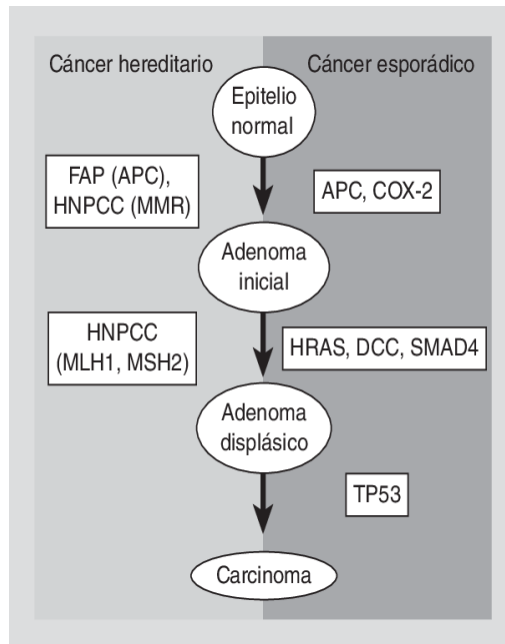 Cáncer hereditario
Cáncer esporádico
Epitelio
normal
FAP (APC),
HNPCC (MMR)
APC, COX-2
Adenoma
inicial
HNPCC
(MLH1, MSH2)
HRAS, DCC, SMAD4
Adenoma
displásico
TP53
Carcinoma